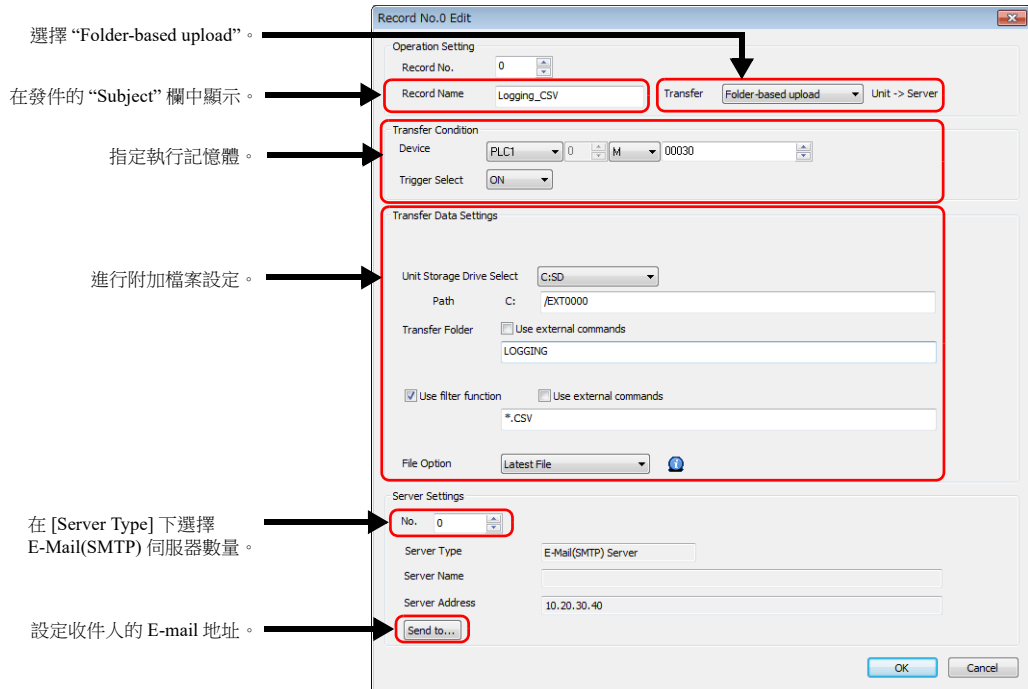 Record No.0 Edit
選擇 “Folder-based upload”。
Operation Setting
Record No. 0
在發件的 “Subject” 欄中顯示。
Record Name Logging_CSV Transfer Folder-based upload Unit -> Server
Transfer Condition
指定執行記憶體。
Device PLC1 0 M 00030
Trigger Select ON
Transfer Data Settings
進行附加檔案設定。
Unit Storage Drive Select C:SD
Path C: /EXT0000
Transfer Folder Use external commands
LOGGING
Use filter function Use external commands
*.CSV
File Option Latest File
Server Settings
在 [Server Type] 下選擇
E-Mail(SMTP) 伺服器數量。
No. 0
Server Type E-Mail(SMTP) Server
Server Name
Server Address 10.20.30.40
設定收件人的 E-mail 地址。
Send to...
OK Cancel